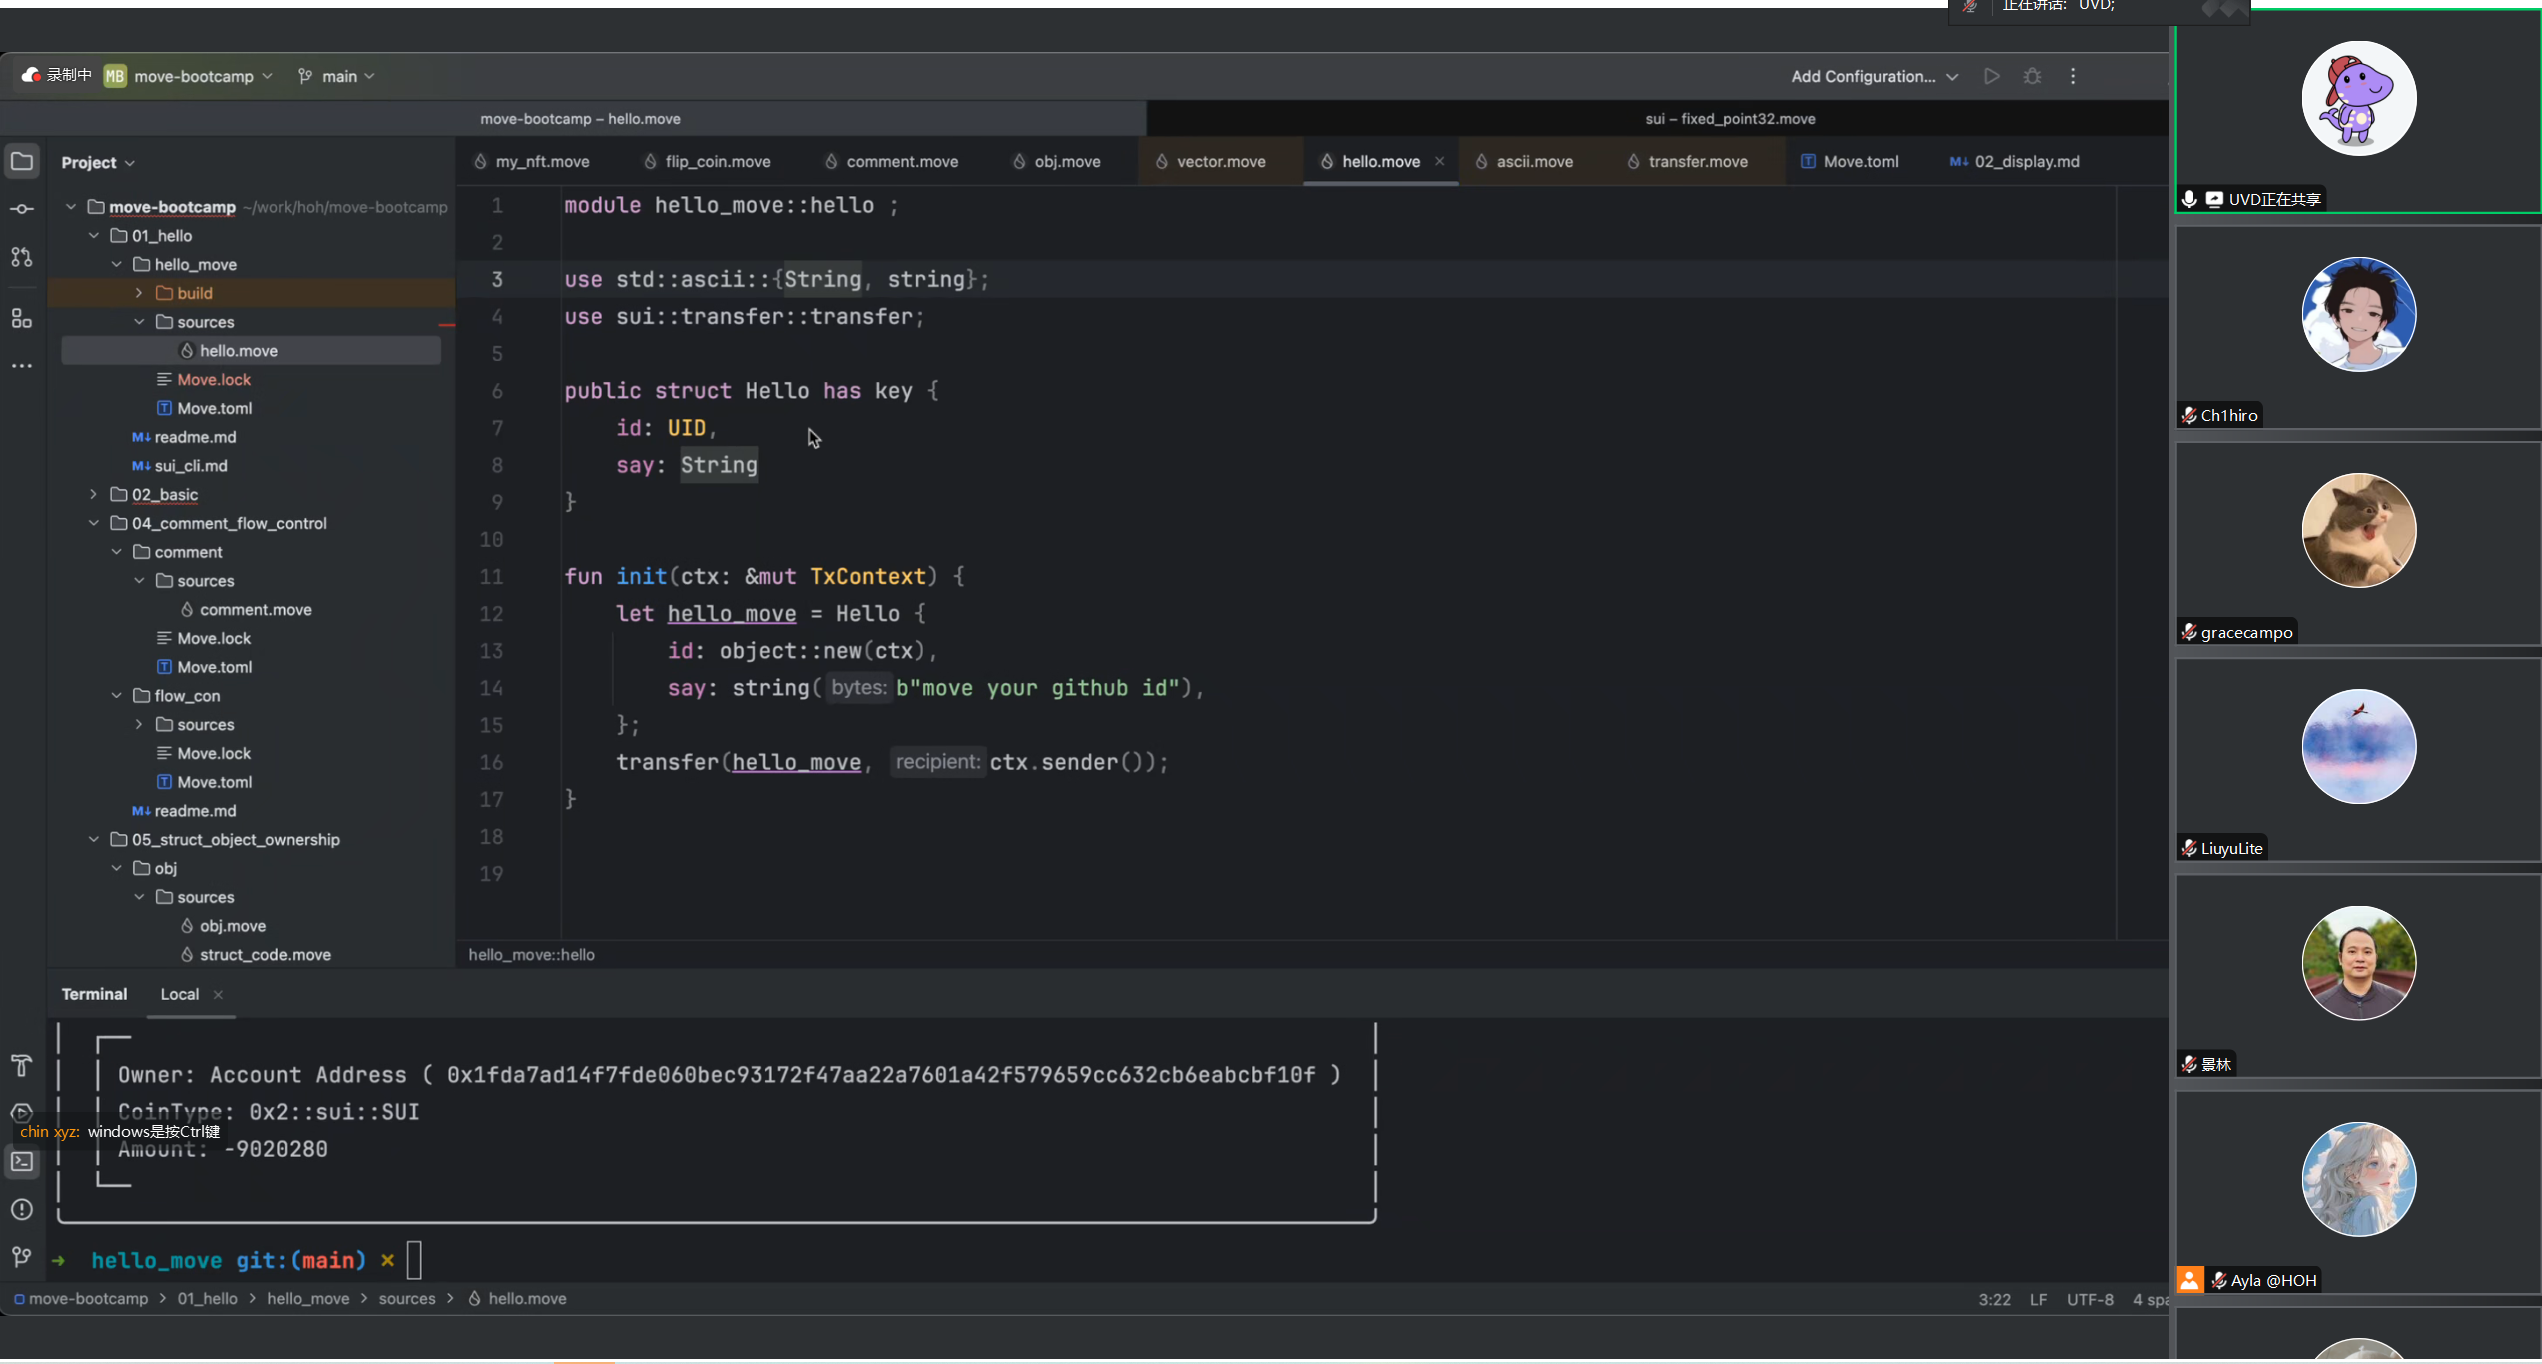 正在讲话: UVD;
录制中 MB move-bootcamp main Add Configuration...
move-bootcamp – hello.move sui – fixed_point32.move
Project my_nft.move flip_coin.move comment.move obj.move vector.move hello.move ascii.move transfer.move Move.toml 02_display.md
move-bootcamp ~/work/hoh/move-bootcamp
01_hello
hello_move
build
sources
hello.move
Move.lock
Move.toml
readme.md
sui_cli.md
02_basic
04_comment_flow_control
comment
sources
comment.move
Move.lock
Move.toml
flow_con
sources
Move.lock
Move.toml
readme.md
05_struct_object_ownership
obj
sources
obj.move
struct_code.move
1 module hello_move::hello ;
2
3 use std::ascii::{String, string};
4 use sui::transfer::transfer;
5
6 public struct Hello has key {
7 id: UID,
8 say: String
9 }
10
11 fun init(ctx: &mut TxContext) {
12 let hello_move = Hello {
13 id: object::new(ctx),
14 say: string( bytes: b"move your github id"),
15 };
16 transfer(hello_move, recipient: ctx.sender());
17 }
18
19
hello_move::hello
Terminal Local
Owner: Account Address ( 0x1fda7ad14f7fde060bec93172f47aa22a7601a42f579659cc632cb6eabcbf10f )
CoinType: 0x2::sui::SUI
chin xyz: windows是按Ctrl键
Amount: -9020280
→ hello_move git:(main) ×
move-bootcamp > 01_hello > hello_move > sources > hello.move 3:22 LF UTF-8 4 spa
UVD正在共享
Ch1hiro
gracecampo
LiuyuLite
景林
Ayla @HOH